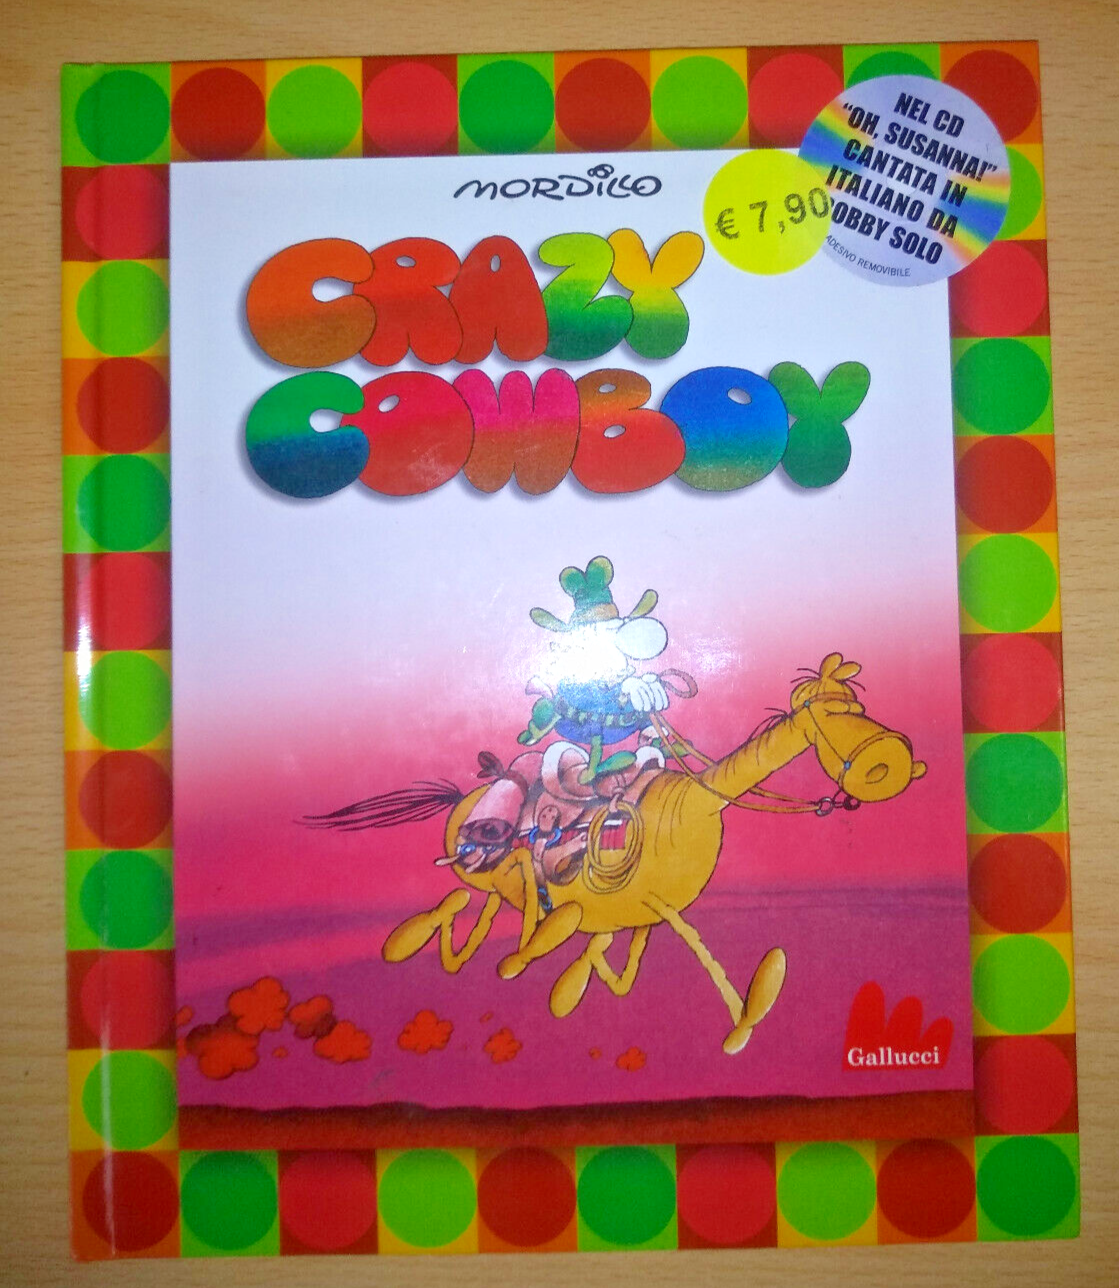 MORDILLO
CRAZY
COWBOY
€ 7,90
NEL CD
"OH, SUSANNA!"
CANTATA IN
ITALIANO DA
BOBBY SOLO
ADESIVO REMOVIBILE
Gallucci